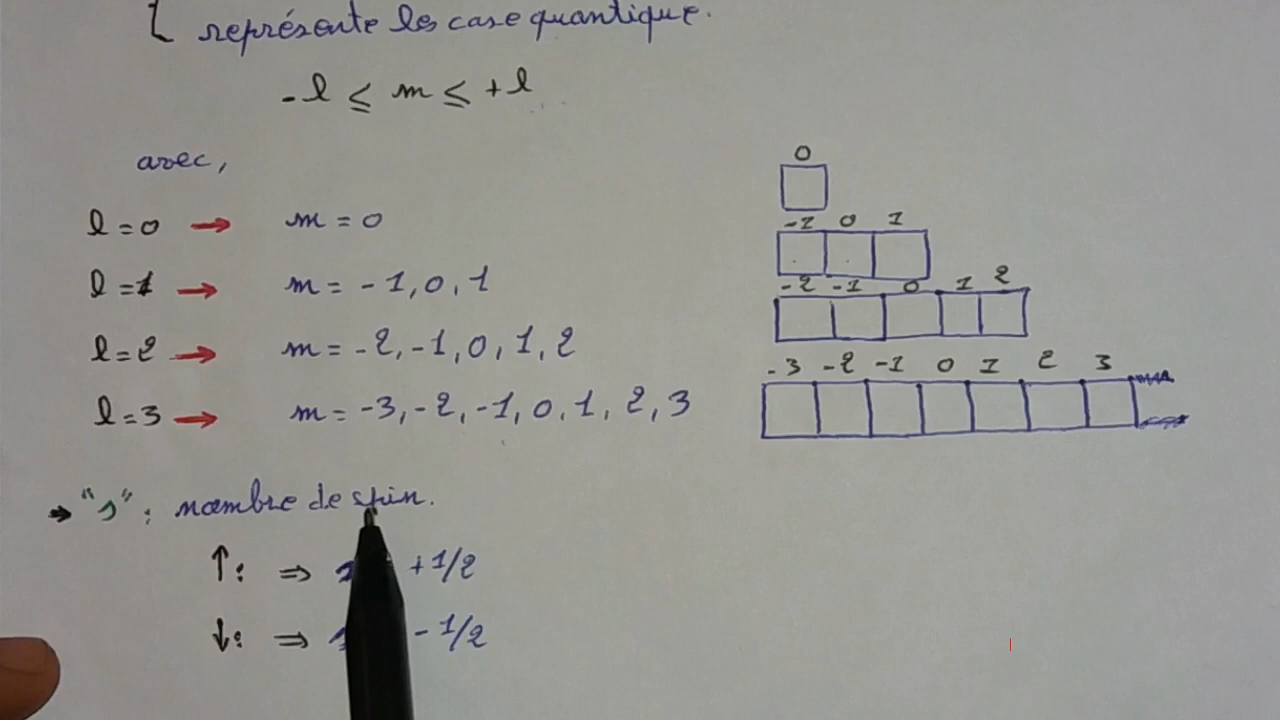 représente les case quantique.
-l ≤ m ≤ +l
avec,
0
l=0 → m = 0
-1 0 1
l=1 → m = -1,0,1
-2 -1 0 1 2
l=2 → m = -2,-1,0,1,2
-3 -2 -1 0 1 2 3
l=3 → m = -3,-2,-1,0,1,2,3
→ "s": nombre de spin.
↑: ⇒ +1/2
↓: ⇒ -1/2